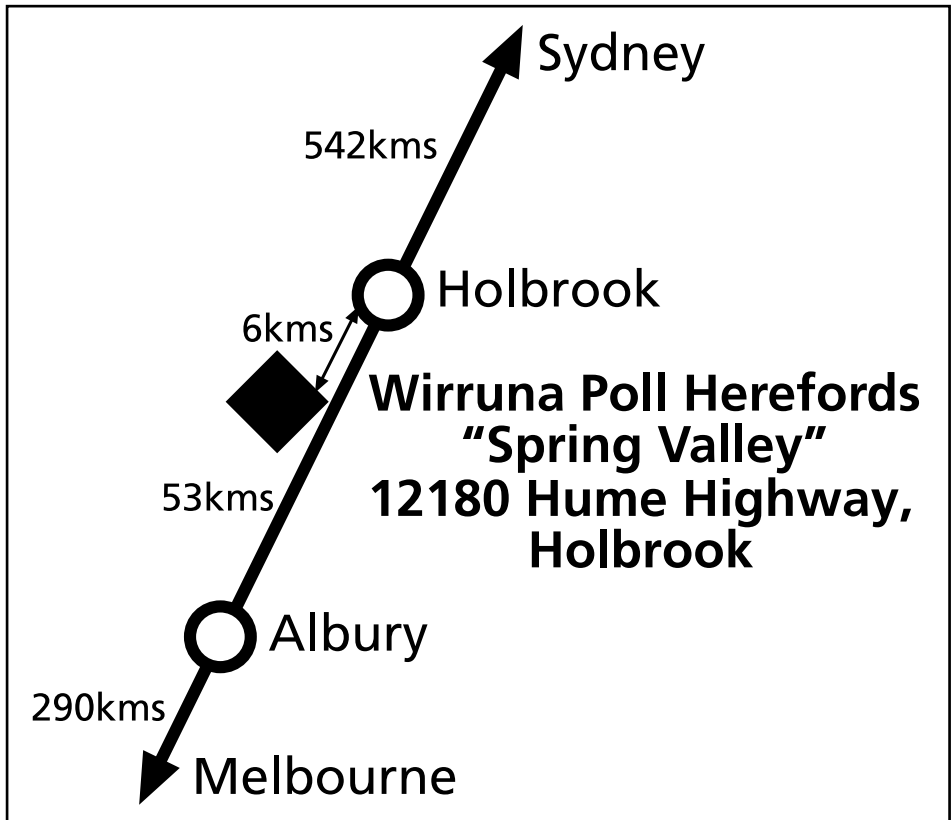 Sydney
542kms
Holbrook
6kms
Wirruna Poll Herefords
“Spring Valley”
53kms
12180 Hume Highway,
Holbrook
Albury
290kms
Melbourne